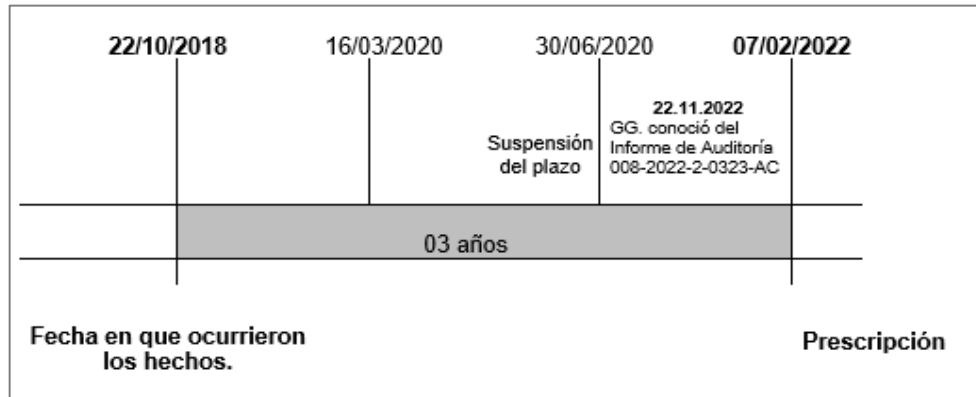 22/10/2018 16/03/2020 30/06/2020 07/02/2022
22.11.2022
GG. conoció del
Informe de Auditoría
008-2022-2-0323-AC
Suspensión
del plazo
03 años
Fecha en que ocurrieron
los hechos.
Prescripción